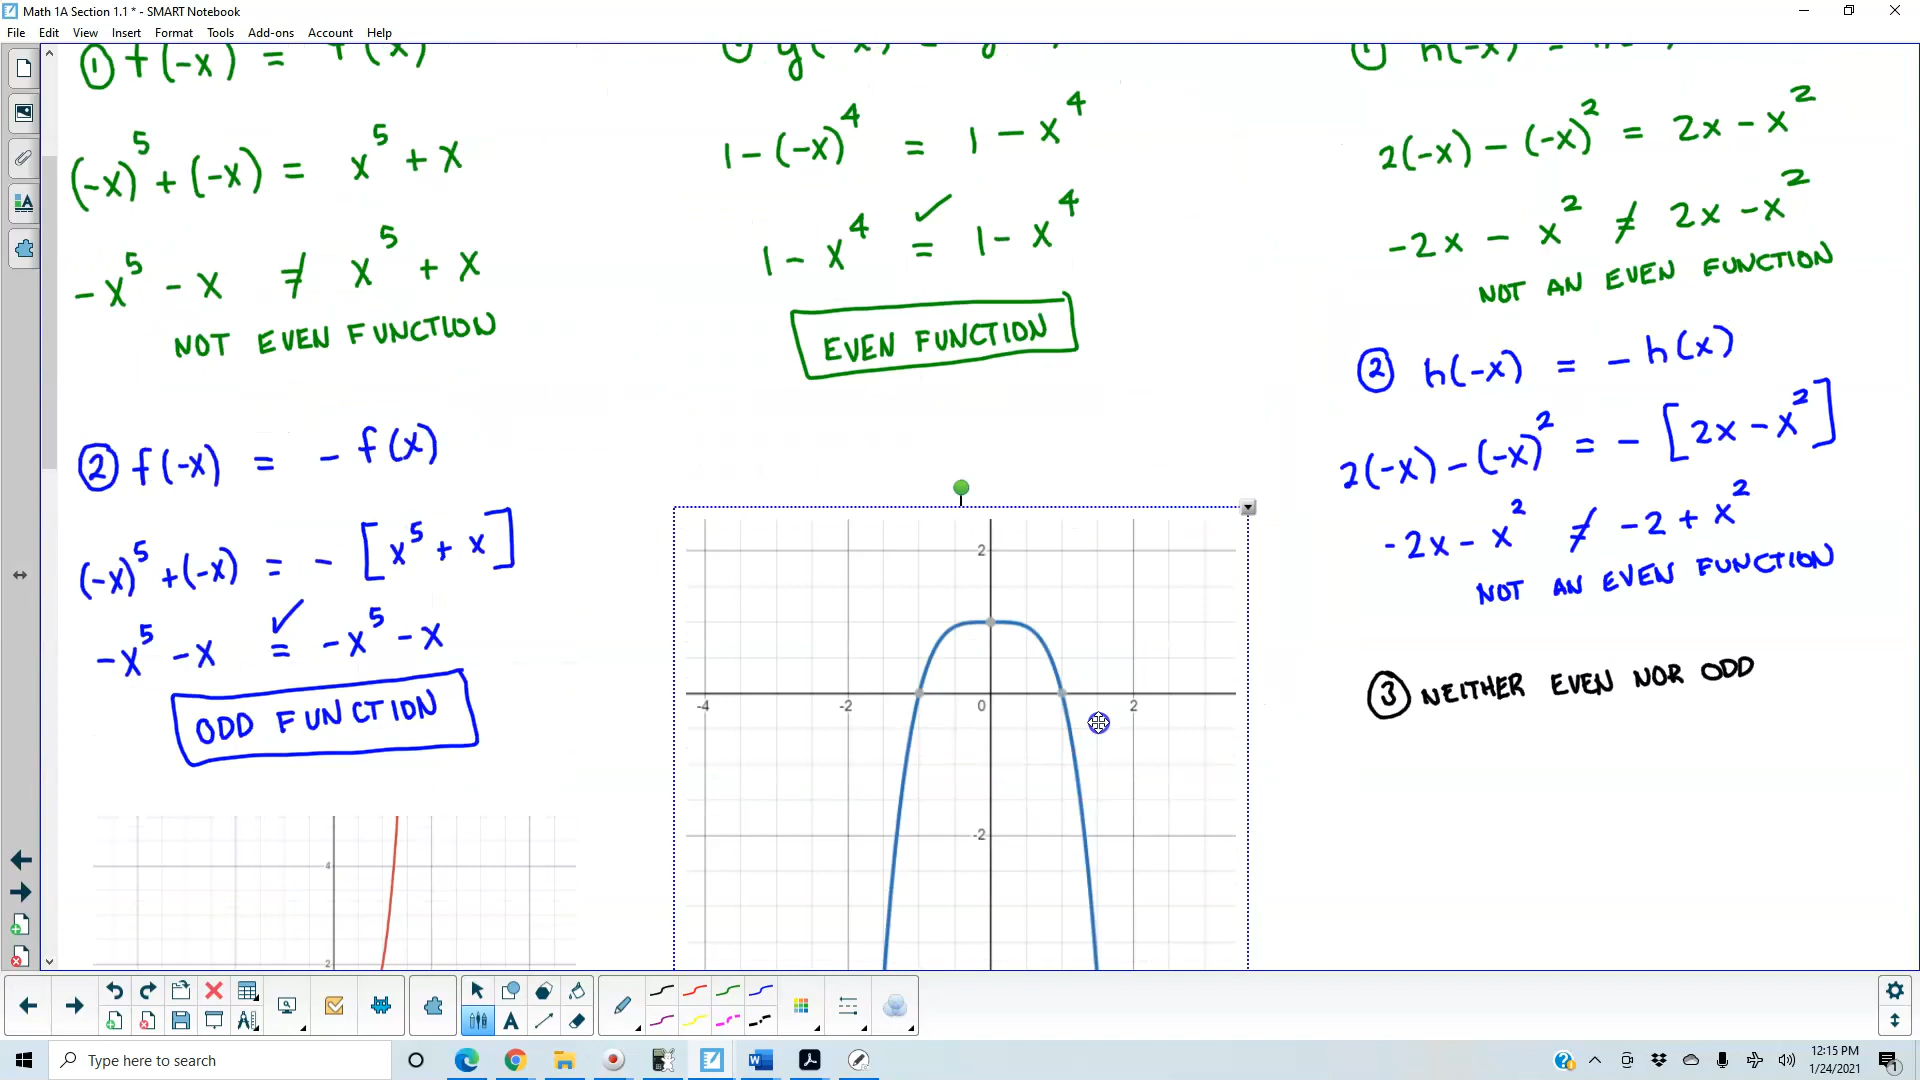 Math 1A Section 1.1 * - SMART Notebook
File Edit View Insert Format Tools Add-ons Account Help
① f(-x) = f(x)
(-x)^5 + (-x) = x^5 + x
-x^5 - x ≠ x^5 + x
NOT EVEN FUNCTION
② f(-x) = - f(x)
(-x)^5 + (-x) = - [x^5 + x]
-x^5 - x = ✓ -x^5 - x
ODD FUNCTION
4
2
1 - (-x)^4 = 1 - x^4
1 - x^4 = ✓ 1 - x^4
EVEN FUNCTION
2
-4 -2 0 2
-2
2(-x) - (-x)^2 = 2x - x^2
-2x - x^2 ≠ 2x - x^2
NOT AN EVEN FUNCTION
② h(-x) = - h(x)
2(-x) - (-x)^2 = - [2x - x^2]
-2x - x^2 ≠ -2 + x^2
NOT AN EVEN FUNCTION
③ NEITHER EVEN NOR ODD
Type here to search
12:15 PM
1/24/2021